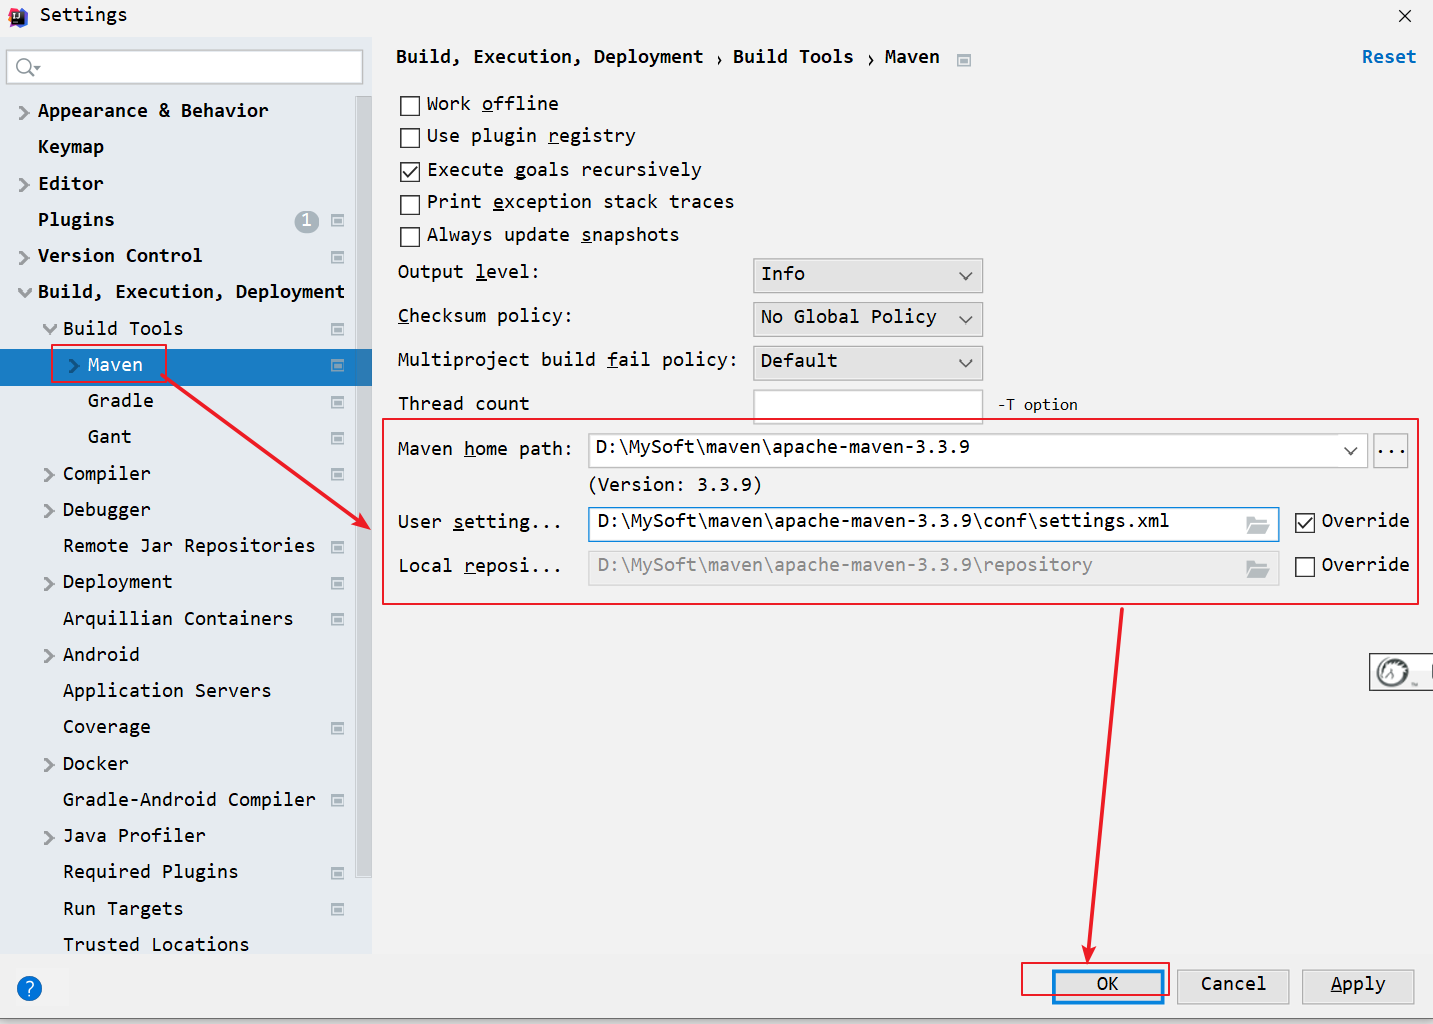 Settings
Appearance & Behavior
Keymap
Editor
Plugins 1
Version Control
Build, Execution, Deployment
Build Tools
Maven
Gradle
Gant
Compiler
Debugger
Remote Jar Repositories
Deployment
Arquillian Containers
Android
Application Servers
Coverage
Docker
Gradle-Android Compiler
Java Profiler
Required Plugins
Run Targets
Trusted Locations
?
Build, Execution, Deployment › Build Tools › Maven Reset
Work offline
Use plugin registry
Execute goals recursively
Print exception stack traces
Always update snapshots
Output level: Info
Checksum policy: No Global Policy
Multiproject build fail policy: Default
Thread count -T option
Maven home path: D:\MySoft\maven\apache-maven-3.3.9 ...
(Version: 3.3.9)
User setting... D:\MySoft\maven\apache-maven-3.3.9\conf\settings.xml Override
Local reposi... D:\MySoft\maven\apache-maven-3.3.9\repository Override
OK Cancel Apply